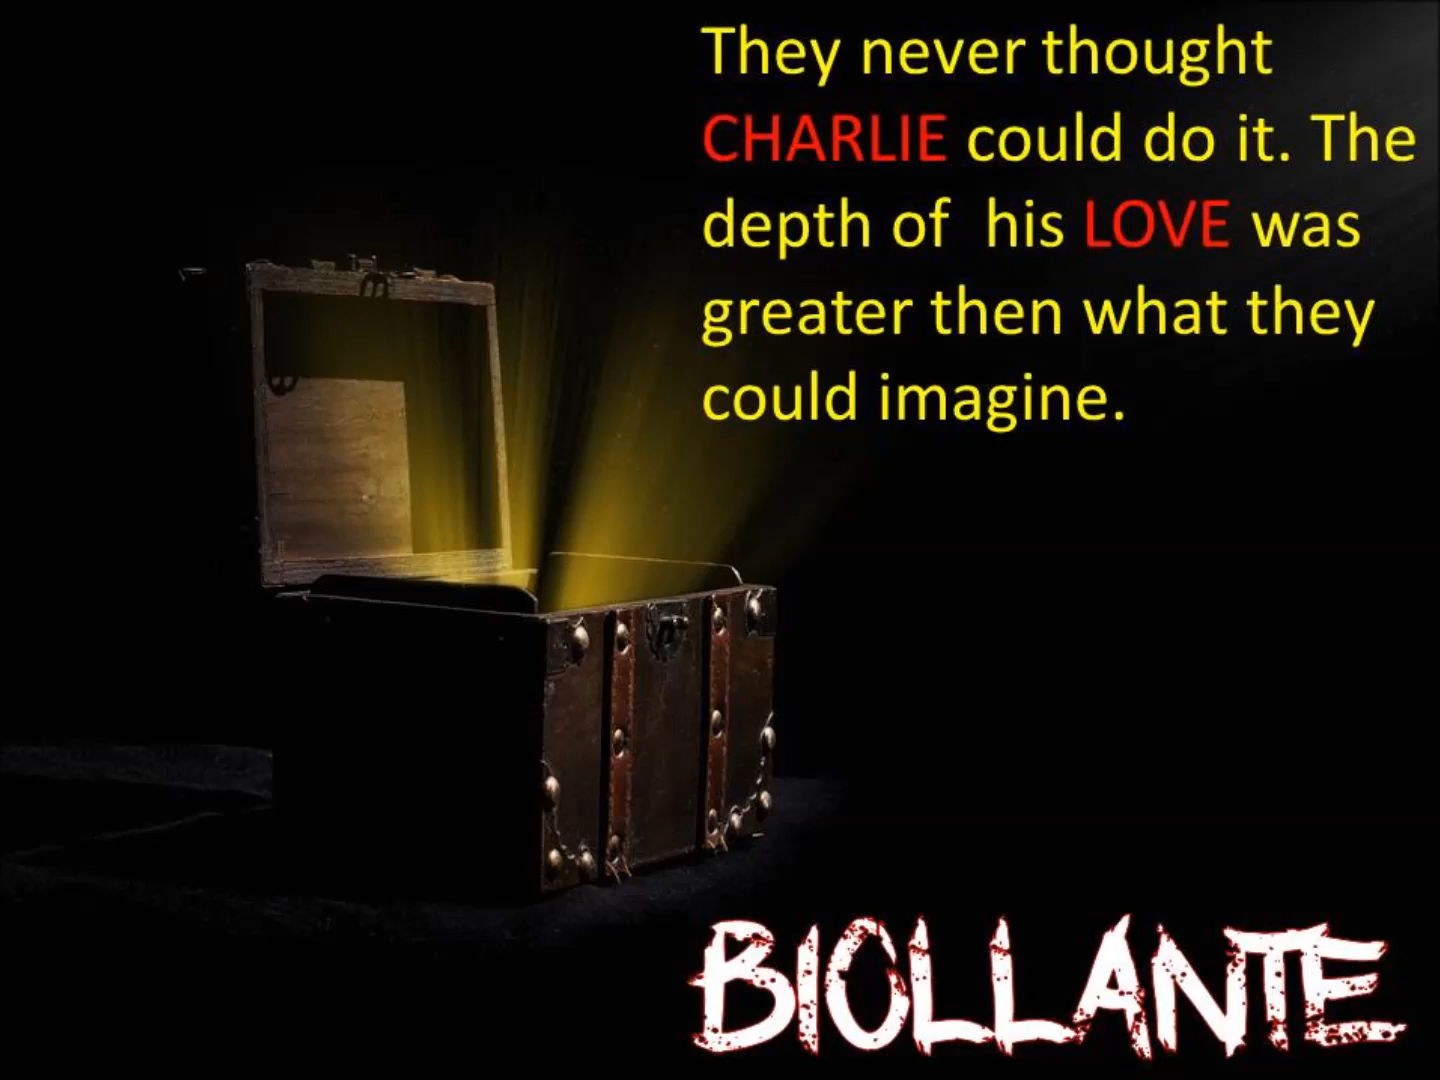 They never thought
CHARLIE could do it. The
depth of  his LOVE was
greater then what they
could imagine.
BIOLLANTE